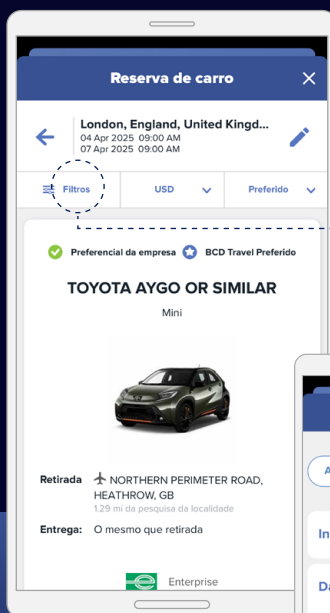 Reserva de carro
London, England, United Kingd...
04 Apr 2025 09:00 AM
07 Apr 2025 09:00 AM
Filtros USD Preferido
Preferencial da empresa BCD Travel Preferido
TOYOTA AYGO OR SIMILAR
Mini
Retirada NORTHERN PERIMETER ROAD,
HEATHROW, GB
1.29 mi da pesquisa da localidade
Entrega: O mesmo que retirada
Enterprise